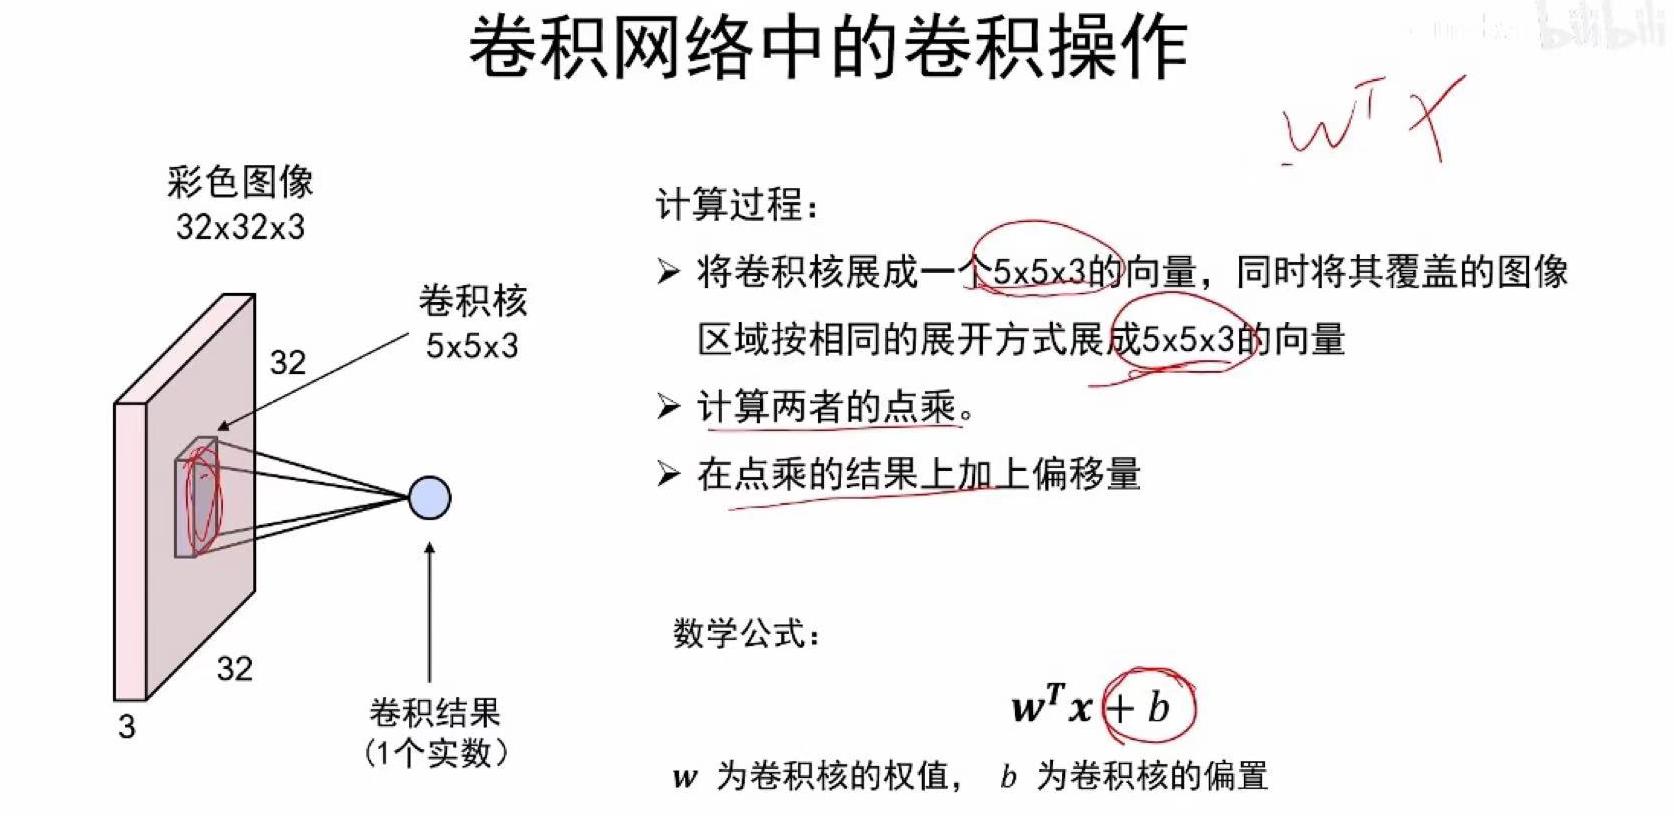 卷积网络中的卷积操作
bilibili
wᵀx
彩色图像
32x32x3
卷积核
5x5x3
32
32
3
卷积结果
(1个实数)
计算过程:
➢ 将卷积核展成一个5x5x3的向量，同时将其覆盖的图像
区域按相同的展开方式展成5x5x3的向量
➢ 计算两者的点乘。
➢ 在点乘的结果上加上偏移量
数学公式:
wᵀx + b
w 为卷积核的权值， b 为卷积核的偏置